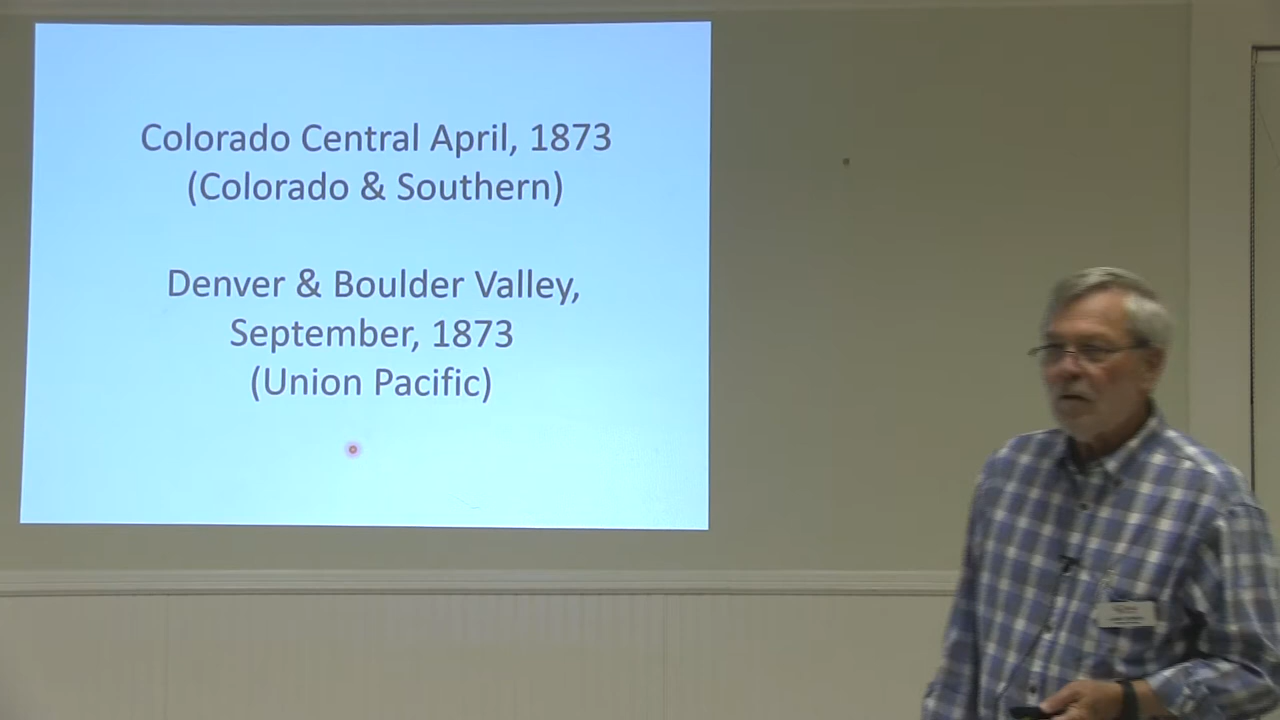 Colorado Central April, 1873
(Colorado & Southern)
Denver & Boulder Valley,
September, 1873
(Union Pacific)